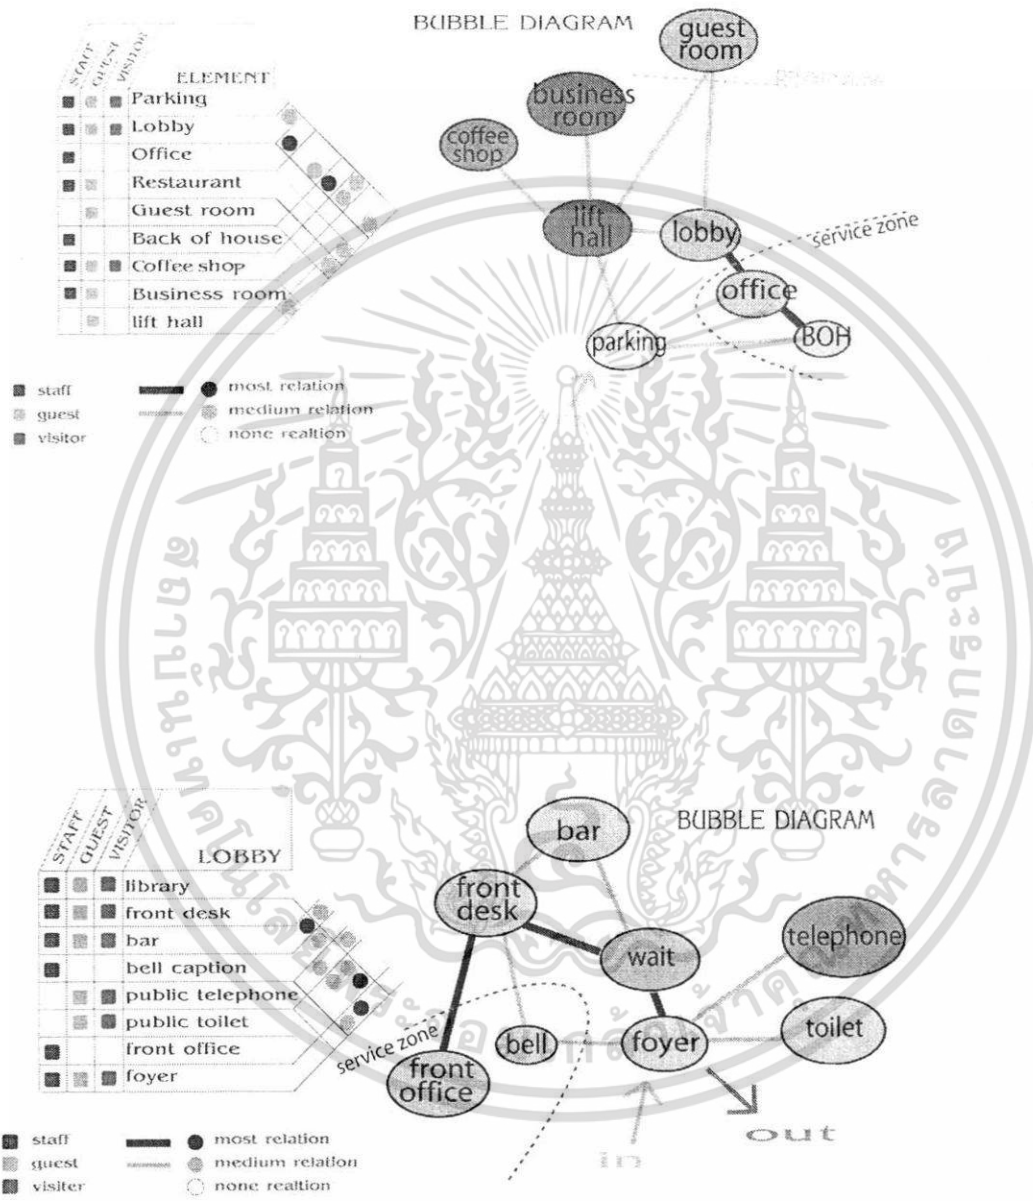 BUBBLE DIAGRAM
STAFF
GUEST
VISITOR
ELEMENT
Parking
Lobby
Office
Restaurant
Guest room
Back of house
Coffee shop
Business room
lift hall
staff
guest
visitor
most relation
medium relation
none realtion
guest
room
business
room
coffee
shop
lift
hall
lobby
service zone
office
parking
BOH
STAFF
GUEST
VISITOR
LOBBY
library
front desk
bar
bell caption
public telephone
public toilet
front office
foyer
staff
guest
visiter
most relation
medium relation
none realtion
BUBBLE DIAGRAM
bar
front
desk
telephone
wait
toilet
foyer
bell
service zone
front
office
in
out